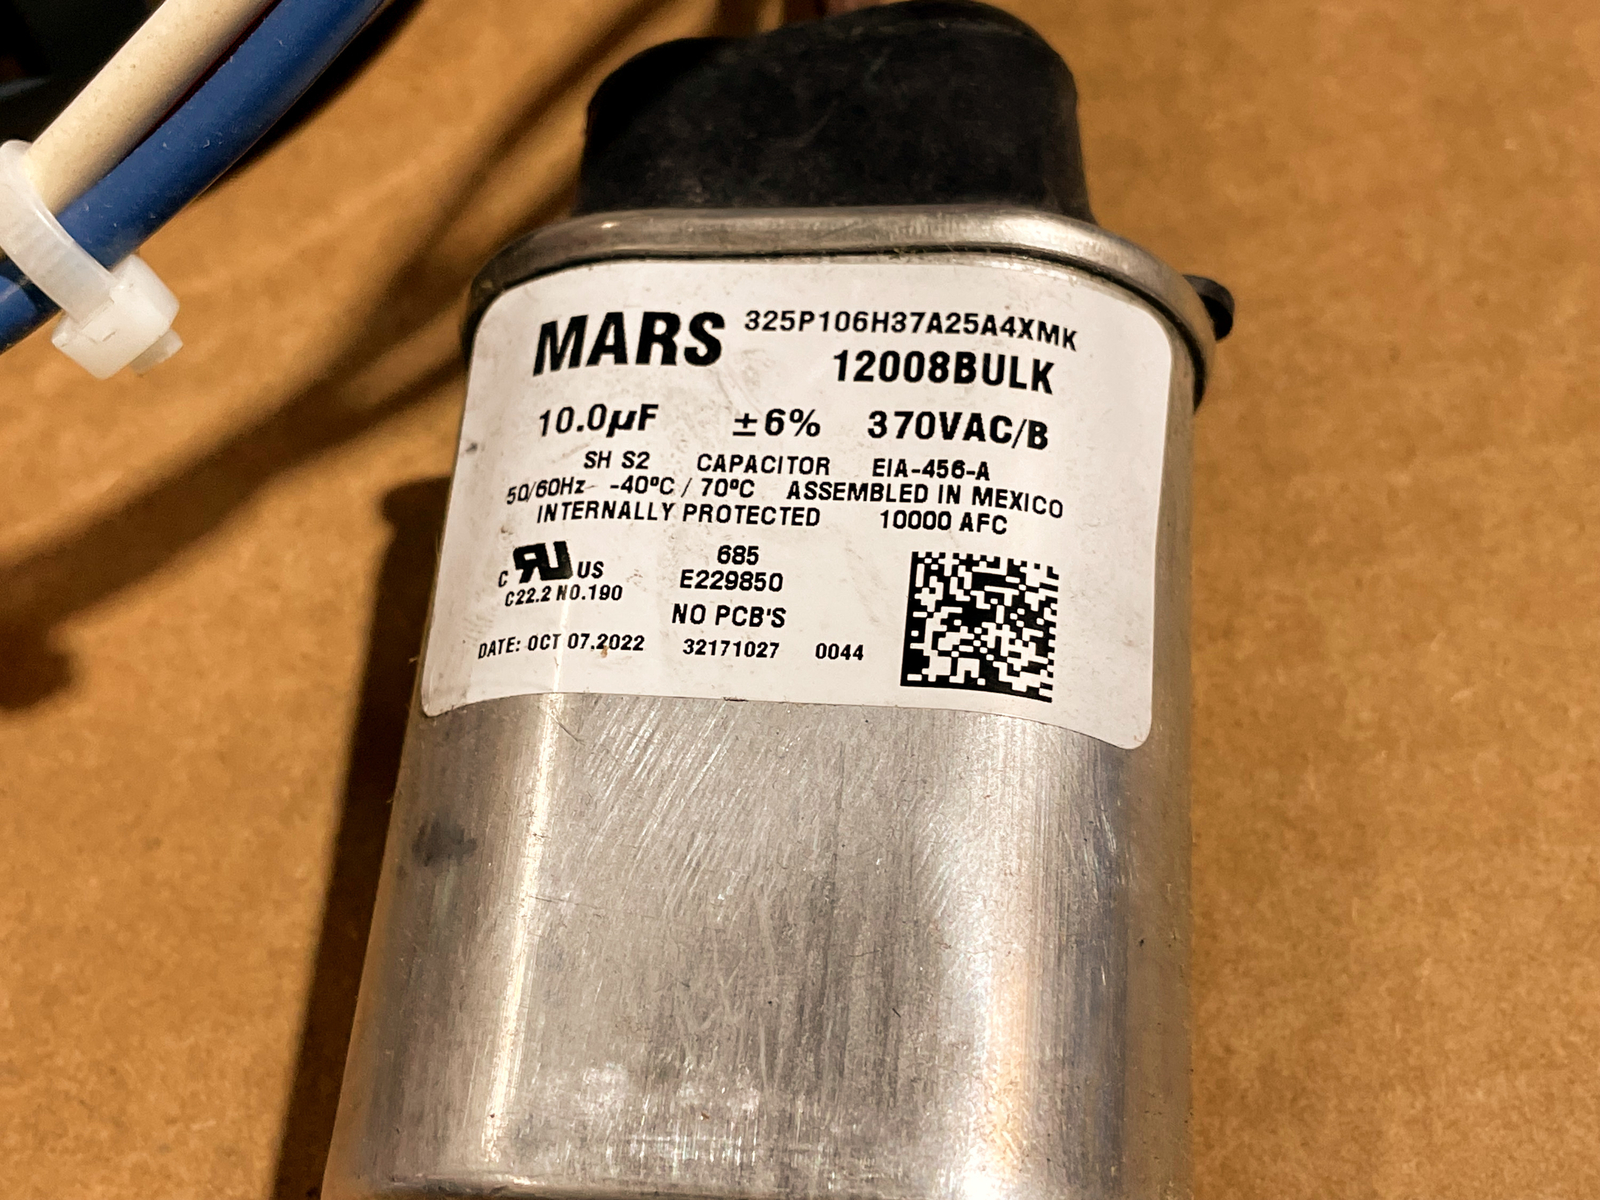 MARS 325P106H37A25A4XMK
12008BULK
10.0µF ±6% 370VAC/B
SH S2 CAPACITOR EIA-456-A
50/60Hz -40ºC / 70ºC ASSEMBLED IN MEXICO
INTERNALLY PROTECTED 10000 AFC
C RU US 685
E229850
C22.2 NO.190
NO PCB'S
DATE: OCT 07.2022 32171027 0044